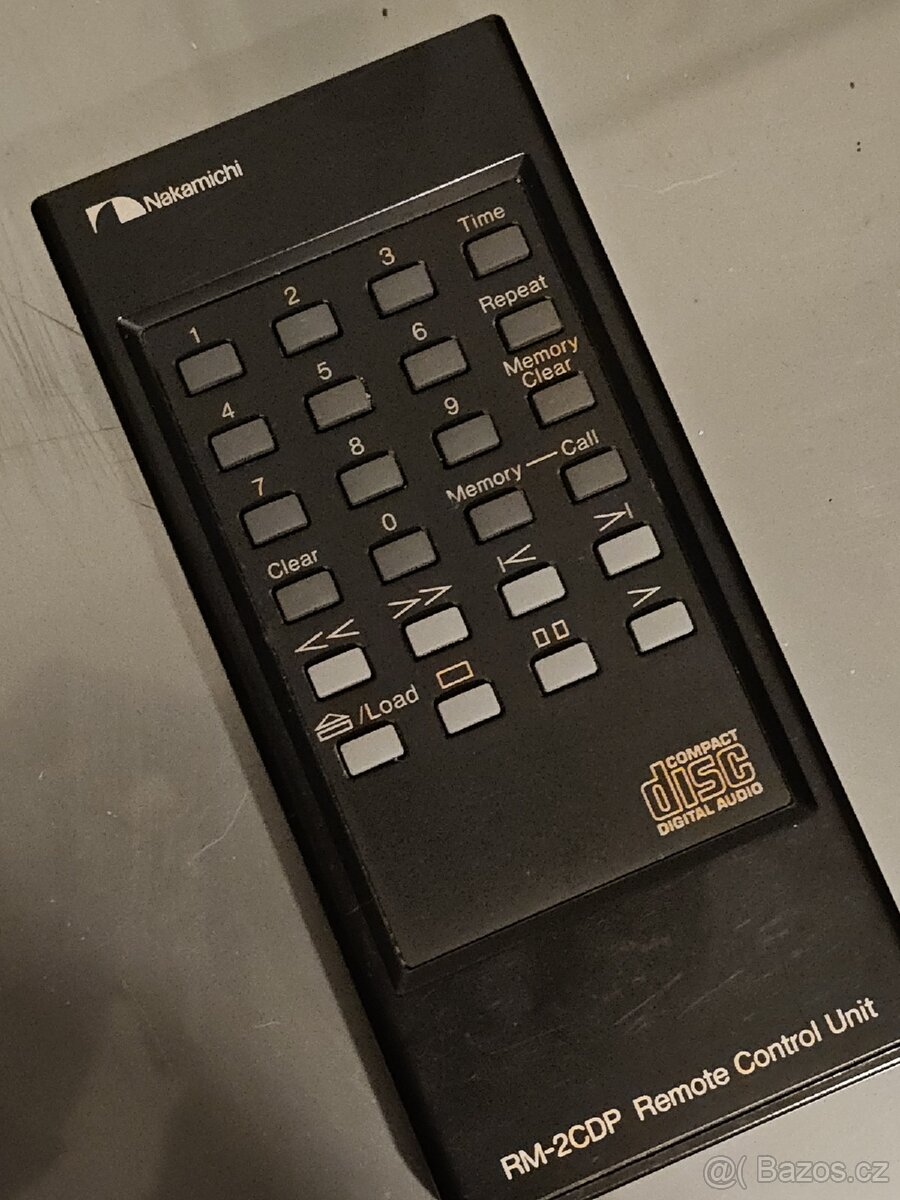 Nakamichi
1 2 3 Time
4 5 6 Repeat
7 8 9 Memory
Clear
Clear 0 Memory — Call
/Load
COMPACT
disc
DIGITAL AUDIO
RM-2CDP Remote Control Unit
@( Bazos.cz